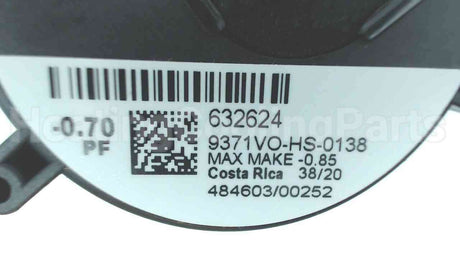 -0.70
PF
632624
9371VO-HS-0138
MAX MAKE -0.85
Costa Rica 38/20
484603/00252